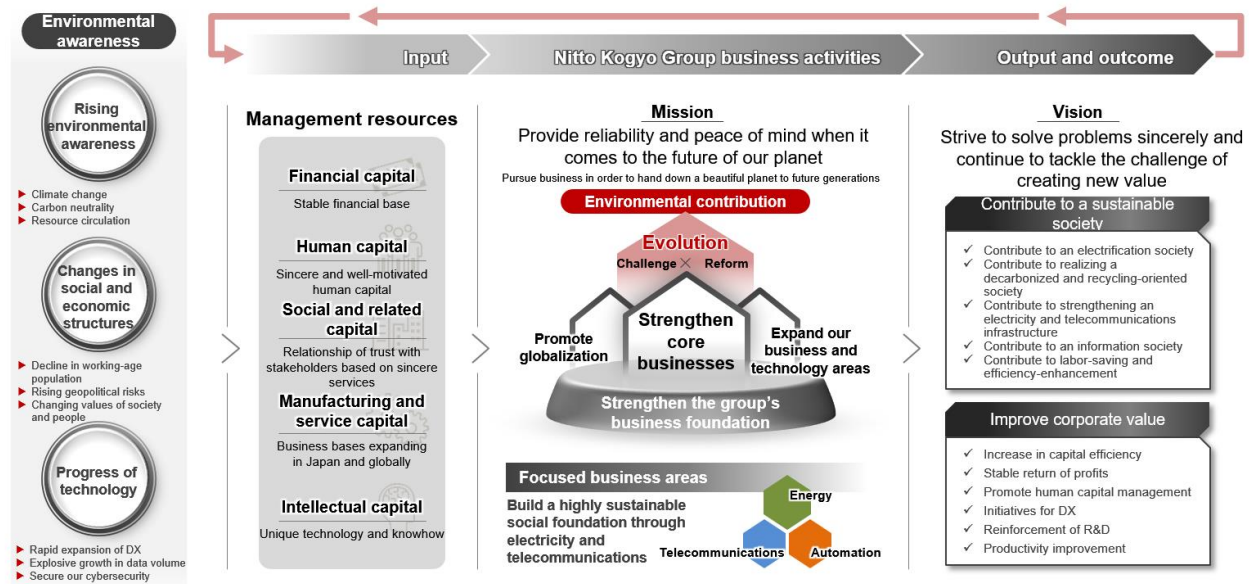 Environmental
awareness
Rising
environmental
awareness
Climate change
Carbon neutrality
Resource circulation
Changes in
social and
economic
structures
Decline in working-age
population
Rising geopolitical risks
Changing values of society
and people
Progress of
technology
Rapid expansion of DX
Explosive growth in data volume
Secure our cybersecurity
Input
Nitto Kogyo Group business activities
Output and outcome
Management resources
Financial capital
Stable financial base
Human capital
Sincere and well-motivated
human capital
Social and related
capital
Relationship of trust with
stakeholders based on sincere
services
Manufacturing and
service capital
Business bases expanding
in Japan and globally
Intellectual capital
Unique technology and knowhow
Mission
Provide reliability and peace of mind when it
comes to the future of our planet
Pursue business in order to hand down a beautiful planet to future generations
Environmental contribution
Evolution
Challenge × Reform
Promote
globalization
Strengthen
core
businesses
Expand our
business and
technology areas
Strengthen the group's
business foundation
Focused business areas
Build a highly sustainable
social foundation through
electricity and
telecommunications
Energy
Telecommunications
Automation
Vision
Strive to solve problems sincerely and
continue to tackle the challenge of
creating new value
Contribute to a sustainable
society
✓ Contribute to an electrification society
✓ Contribute to realizing a
decarbonized and recycling-oriented
society
✓ Contribute to strengthening an
electricity and telecommunications
infrastructure
✓ Contribute to an information society
✓ Contribute to labor-saving and
efficiency-enhancement
Improve corporate value
✓ Increase in capital efficiency
✓ Stable return of profits
✓ Promote human capital management
✓ Initiatives for DX
✓ Reinforcement of R&D
✓ Productivity improvement